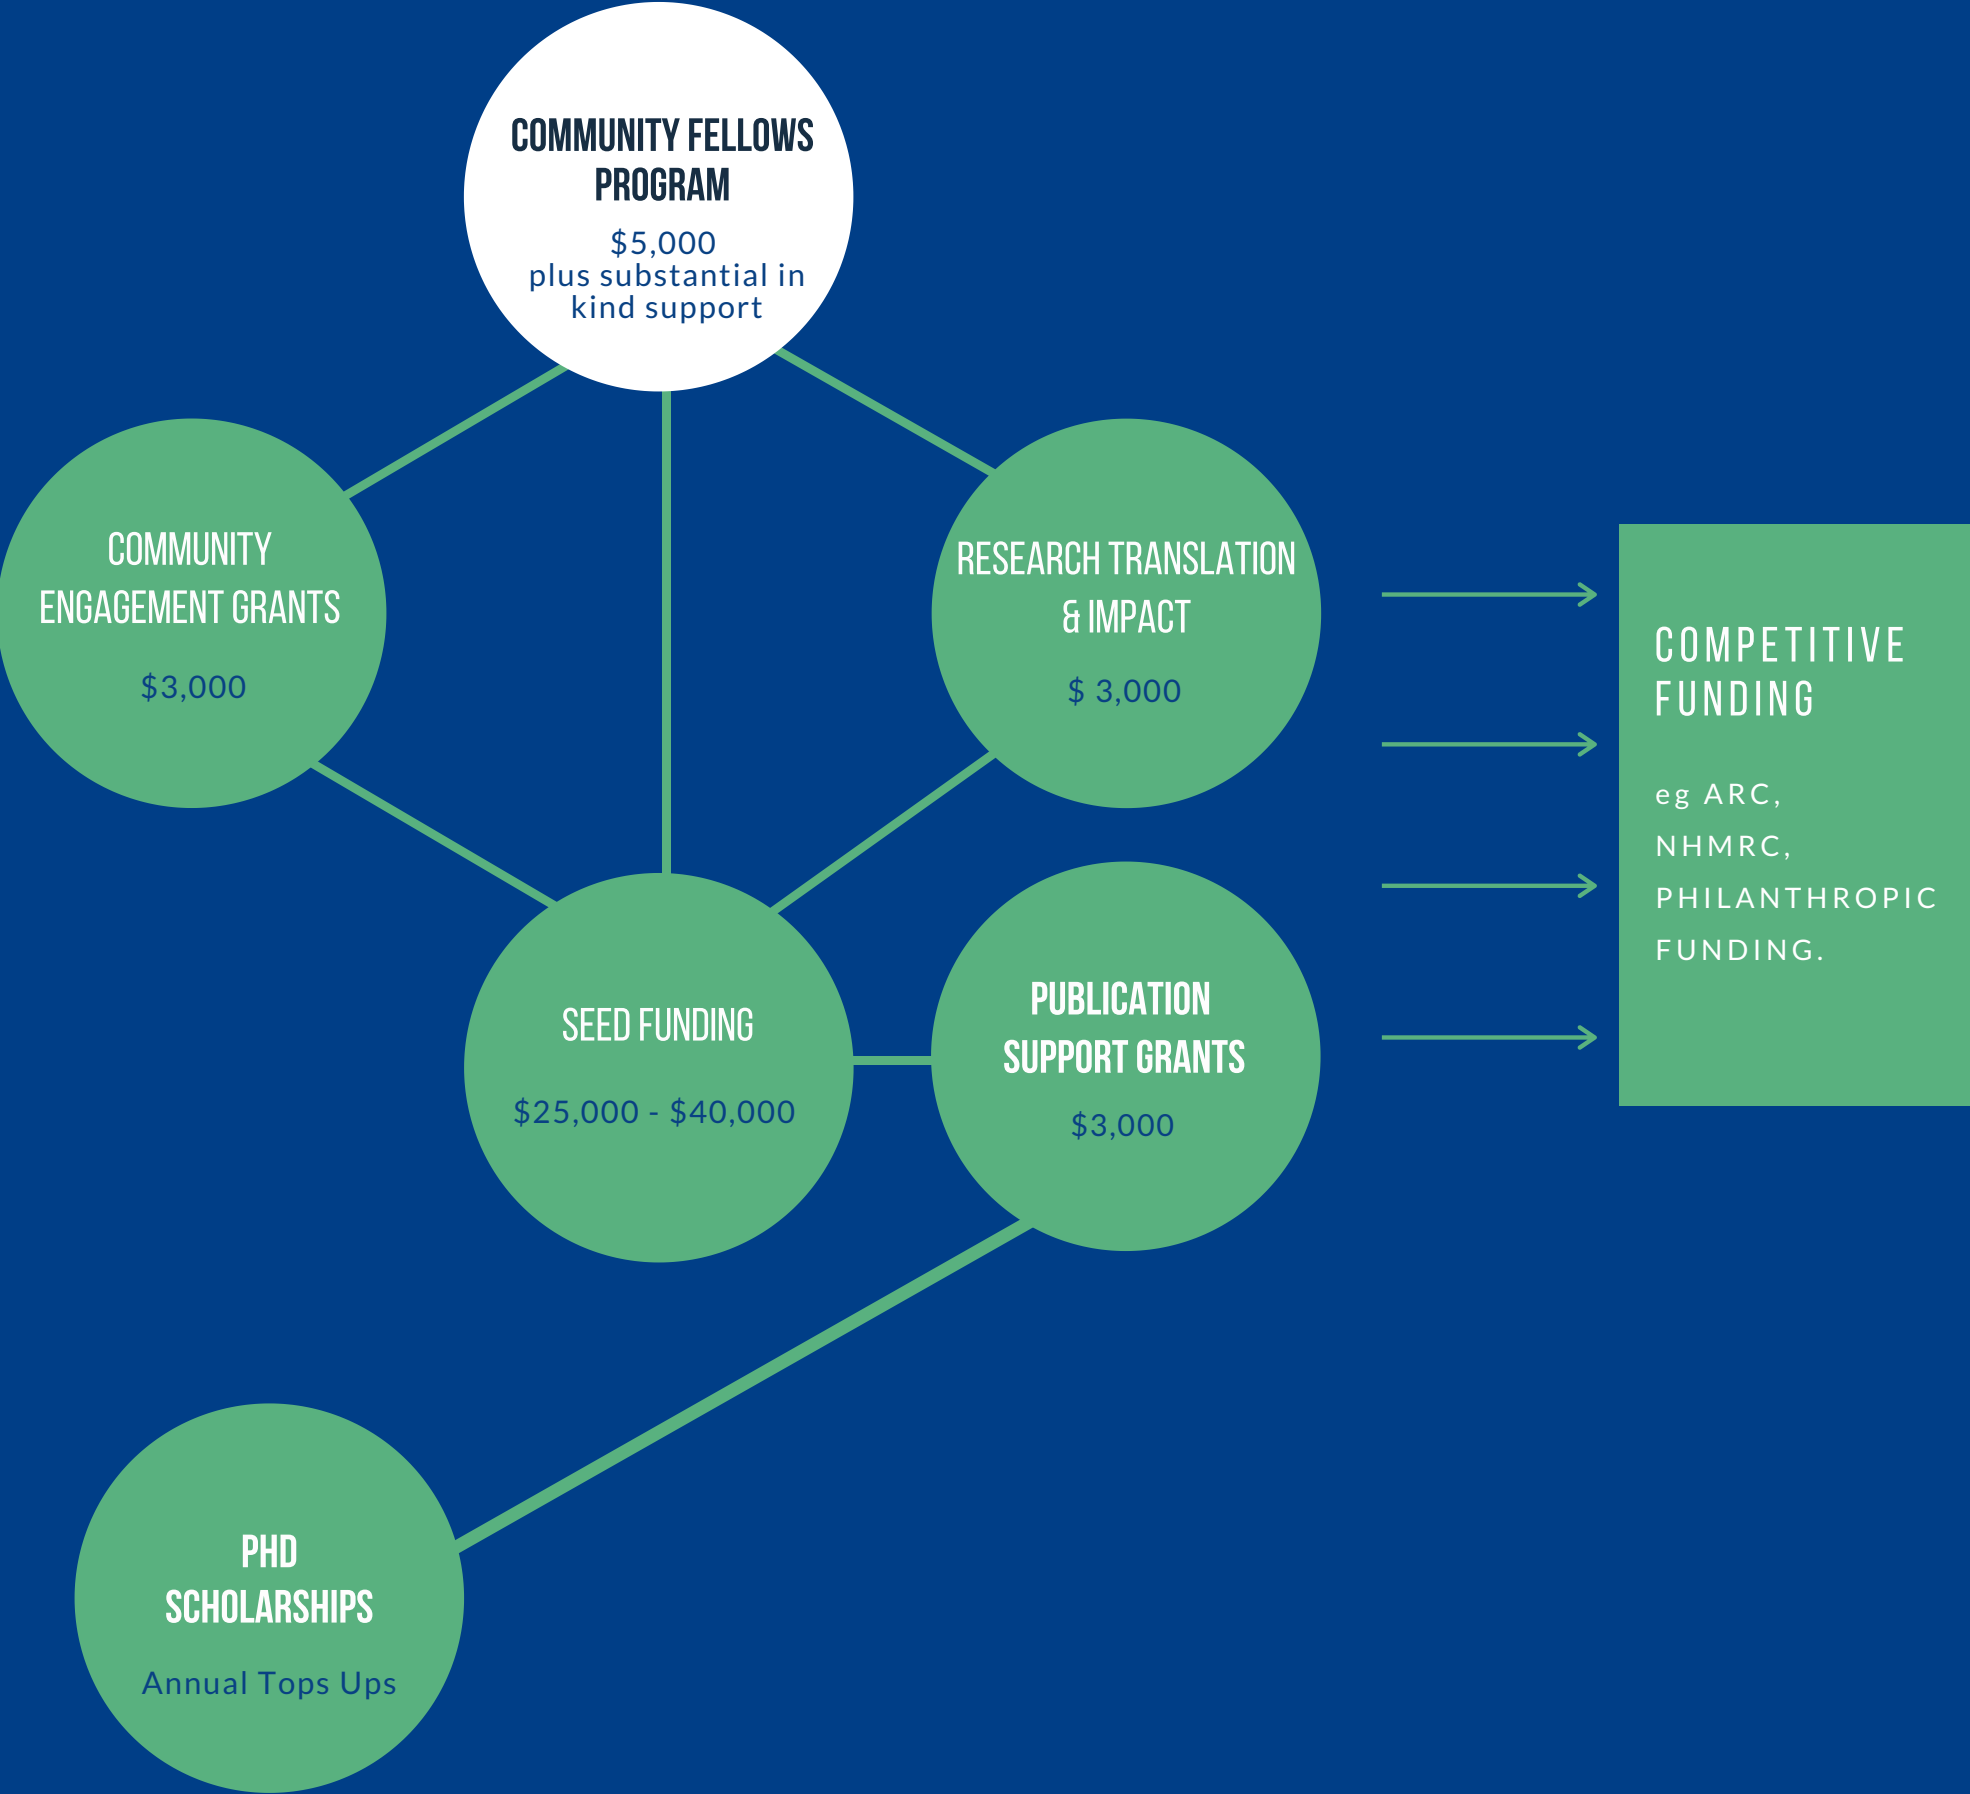 COMMUNITY FELLOWS
PROGRAM
$5,000
plus substantial in
kind support
COMMUNITY
ENGAGEMENT GRANTS
$3,000
RESEARCH TRANSLATION
& IMPACT
$ 3,000
COMPETITIVE
FUNDING
eg ARC,
NHMRC,
PHILANTHROPIC
FUNDING.
SEED FUNDING
$25,000 - $40,000
PUBLICATION
SUPPORT GRANTS
$3,000
PHD
SCHOLARSHIPS
Annual Tops Ups